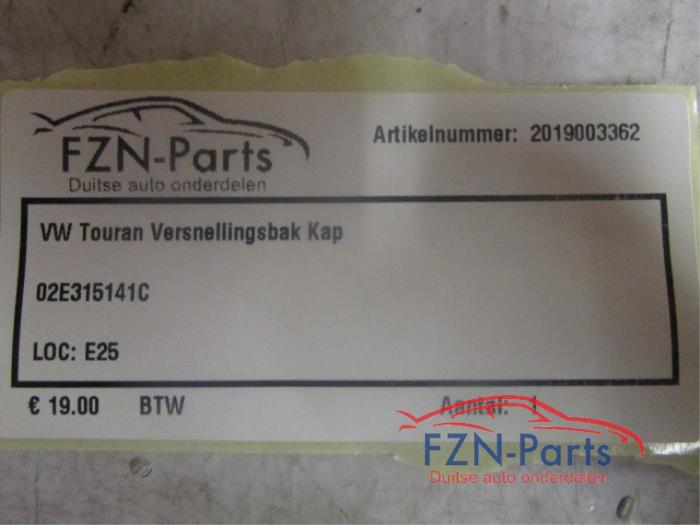 FZN-Parts
Duitse auto onderdelen
Artikelnummer: 2019003362
VW Touran Versnellingsbak Kap
02E315141C
LOC: E25
€ 19.00 BTW Aantal: 1
FZN-Parts
Duitse auto onderdelen